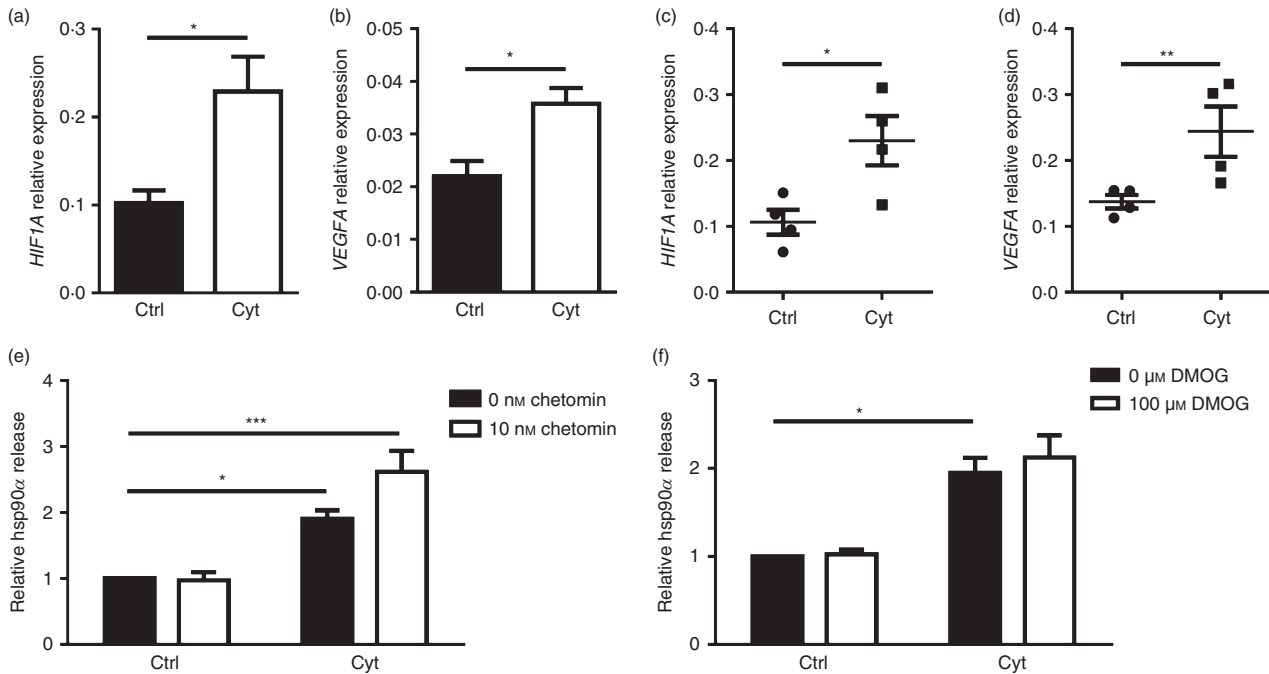 (a)
HIF1A relative expression
0·3
0·2
0·1
0·0
*
Ctrl
Cyt
(b)
VEGFA relative expression
0·05
0·04
0·03
0·02
0·01
0·00
*
Ctrl
Cyt
(c)
HIF1A relative expression
0·4
0·3
0·2
0·1
0·0
*
Ctrl
Cyt
(d)
VEGFA relative expression
0·4
0·3
0·2
0·1
0·0
**
Ctrl
Cyt
(e)
Relative hsp90α release
4
3
2
1
0
***
*
0 nM chetomin
10 nM chetomin
Ctrl
Cyt
(f)
Relative hsp90α release
3
2
1
0
*
0 µM DMOG
100 µM DMOG
Ctrl
Cyt